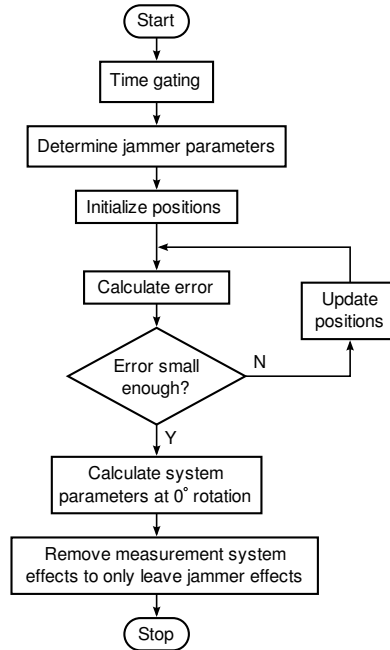 Start
Time gating
Determine jammer parameters
Initialize positions
Calculate error
Update
positions
Error small
enough?
N
Y
Calculate system
parameters at 0° rotation
Remove measurement system
effects to only leave jammer effects
Stop